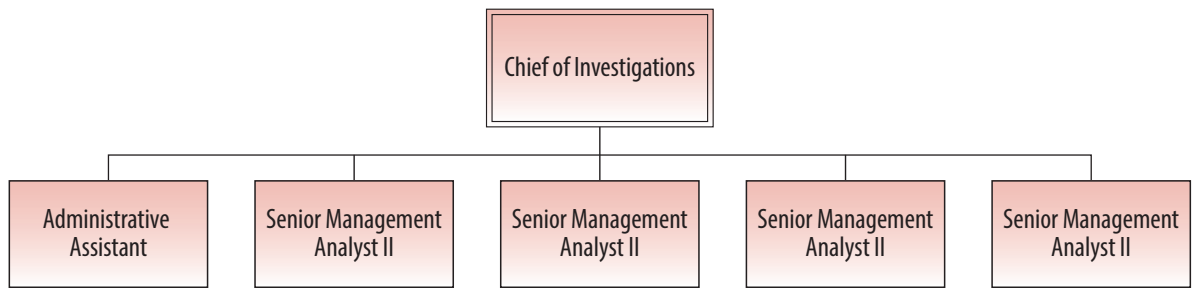 Chief of Investigations
Administrative
Assistant
Senior Management
Analyst II
Senior Management
Analyst II
Senior Management
Analyst II
Senior Management
Analyst II